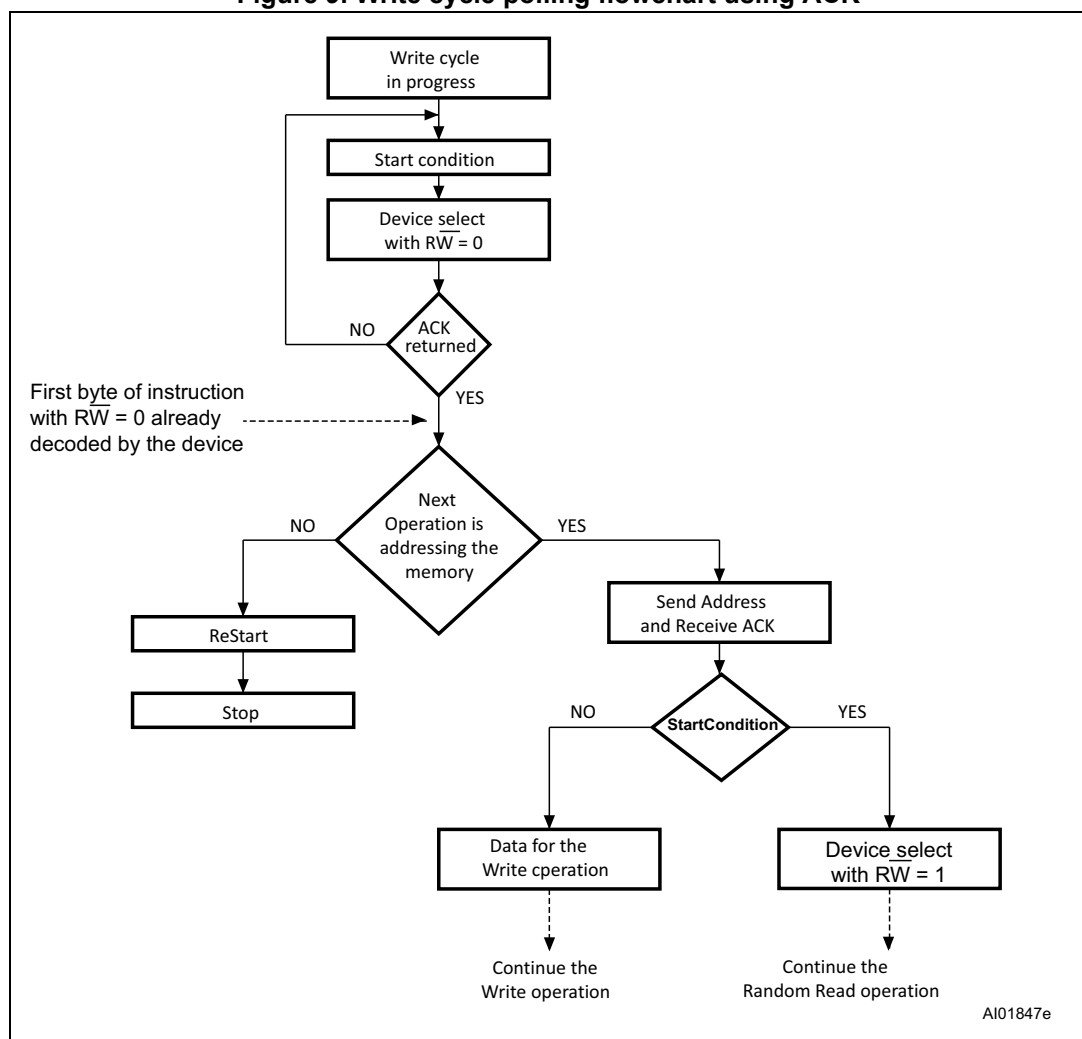 Figure 9. Write cycle polling flowchart using ACK
Write cycle
in progress
Start condition
Device select
with RW̅ = 0
NO
ACK
returned
YES
First byte of instruction
with RW̅ = 0 already
decoded by the device
NO
Next
Operation is
addressing the
memory
YES
ReStart
Stop
Send Address
and Receive ACK
NO
StartCondition
YES
Data for the
Write cperation
Device select
with RW̅ = 1
Continue the
Write operation
Continue the
Random Read operation
AI01847e